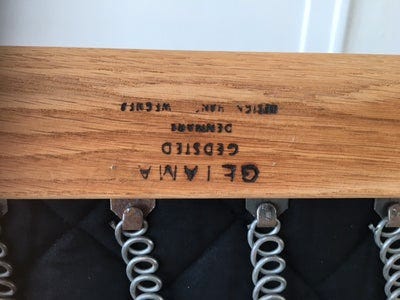 GETAMA
GEDSTED
DENMARK
DESIGN HANS WEGNER